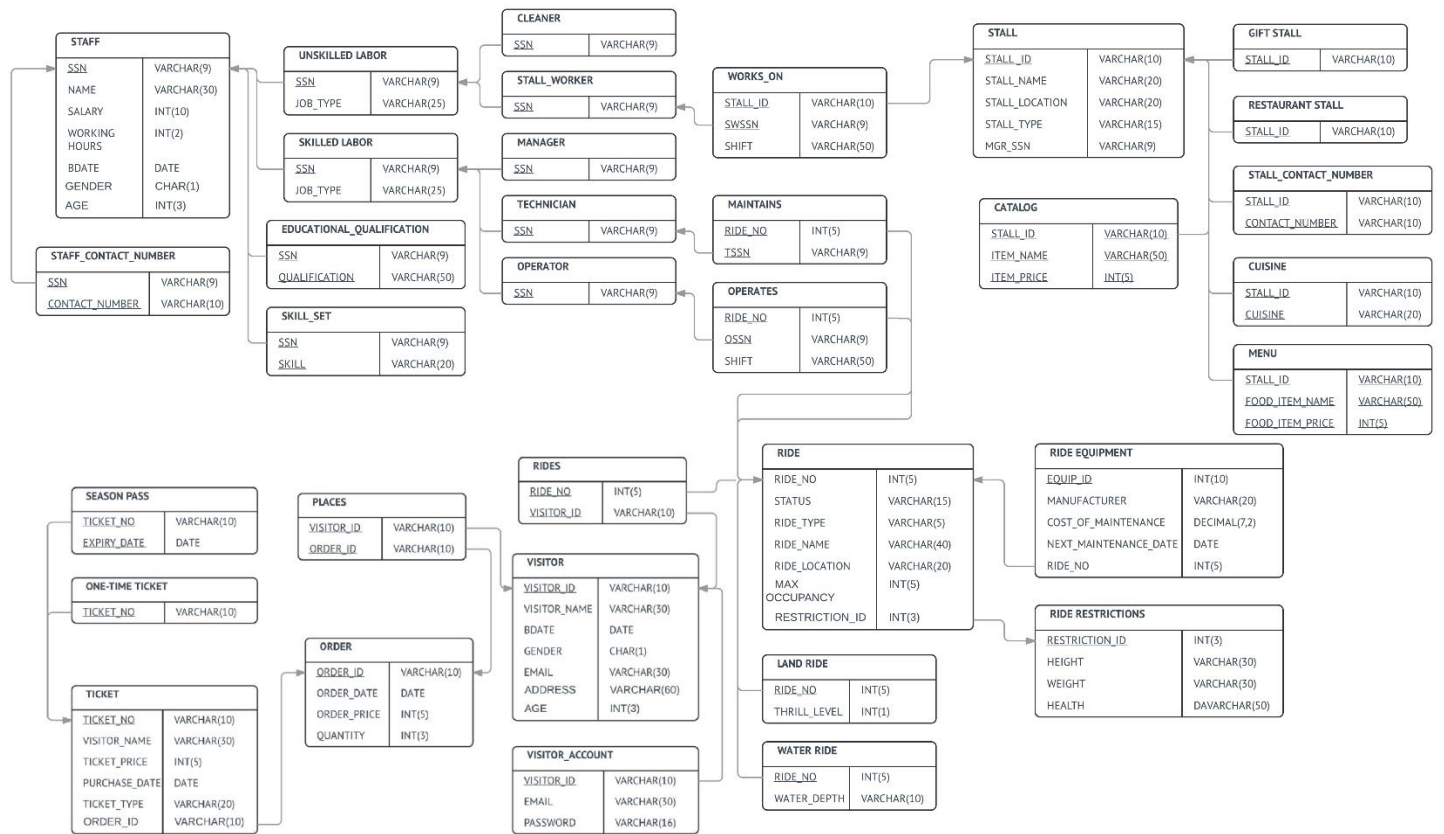 STAFF
SSN VARCHAR(9)
NAME VARCHAR(30)
SALARY INT(10)
WORKING HOURS INT(2)
BDATE DATE
GENDER CHAR(1)
AGE INT(3)
STAFF_CONTACT_NUMBER
SSN VARCHAR(9)
CONTACT_NUMBER VARCHAR(10)
UNSKILLED LABOR
SSN VARCHAR(9)
JOB_TYPE VARCHAR(25)
SKILLED LABOR
SSN VARCHAR(9)
JOB_TYPE VARCHAR(25)
EDUCATIONAL_QUALIFICATION
SSN VARCHAR(9)
QUALIFICATION VARCHAR(50)
SKILL_SET
SSN VARCHAR(9)
SKILL VARCHAR(20)
CLEANER
SSN VARCHAR(9)
STALL_WORKER
SSN VARCHAR(9)
MANAGER
SSN VARCHAR(9)
TECHNICIAN
SSN VARCHAR(9)
OPERATOR
SSN VARCHAR(9)
WORKS_ON
STALL_ID VARCHAR(10)
SWSSN VARCHAR(9)
SHIFT VARCHAR(50)
MAINTAINS
RIDE_NO INT(5)
TSSN VARCHAR(9)
OPERATES
RIDE_NO INT(5)
OSSN VARCHAR(9)
SHIFT VARCHAR(50)
STALL
STALL_ID VARCHAR(10)
STALL_NAME VARCHAR(20)
STALL_LOCATION VARCHAR(20)
STALL_TYPE VARCHAR(15)
MGR_SSN VARCHAR(9)
CATALOG
STALL_ID VARCHAR(10)
ITEM_NAME VARCHAR(50)
ITEM_PRICE INT(5)
GIFT STALL
STALL_ID VARCHAR(10)
RESTAURANT STALL
STALL_ID VARCHAR(10)
STALL_CONTACT_NUMBER
STALL_ID VARCHAR(10)
CONTACT_NUMBER VARCHAR(10)
CUISINE
STALL_ID VARCHAR(10)
CUISINE VARCHAR(20)
MENU
STALL_ID VARCHAR(10)
FOOD_ITEM_NAME VARCHAR(50)
FOOD_ITEM_PRICE INT(5)
SEASON PASS
TICKET_NO VARCHAR(10)
EXPIRY_DATE DATE
ONE-TIME TICKET
TICKET_NO VARCHAR(10)
TICKET
TICKET_NO VARCHAR(10)
VISITOR_NAME VARCHAR(30)
TICKET_PRICE INT(5)
PURCHASE_DATE DATE
TICKET_TYPE VARCHAR(20)
ORDER_ID VARCHAR(10)
PLACES
VISITOR_ID VARCHAR(10)
ORDER_ID VARCHAR(10)
ORDER
ORDER_ID VARCHAR(10)
ORDER_DATE DATE
ORDER_PRICE INT(5)
QUANTITY INT(3)
RIDES
RIDE_NO INT(5)
VISITOR_ID VARCHAR(10)
VISITOR
VISITOR_ID VARCHAR(10)
VISITOR_NAME VARCHAR(30)
BDATE DATE
GENDER CHAR(1)
EMAIL VARCHAR(30)
ADDRESS VARCHAR(60)
AGE INT(3)
VISITOR_ACCOUNT
VISITOR_ID VARCHAR(10)
EMAIL VARCHAR(30)
PASSWORD VARCHAR(16)
RIDE
RIDE_NO INT(5)
STATUS VARCHAR(15)
RIDE_TYPE VARCHAR(5)
RIDE_NAME VARCHAR(40)
RIDE_LOCATION VARCHAR(20)
MAX INT(5)
OCCUPANCY
RESTRICTION_ID INT(3)
LAND RIDE
RIDE_NO INT(5)
THRILL_LEVEL INT(1)
WATER RIDE
RIDE_NO INT(5)
WATER_DEPTH VARCHAR(10)
RIDE EQUIPMENT
EQUIP_ID INT(10)
MANUFACTURER VARCHAR(20)
COST_OF_MAINTENANCE DECIMAL(7,2)
NEXT_MAINTENANCE_DATE DATE
RIDE_NO INT(5)
RIDE RESTRICTIONS
RESTRICTION_ID INT(3)
HEIGHT VARCHAR(30)
WEIGHT VARCHAR(30)
HEALTH DAVARCHAR(50)